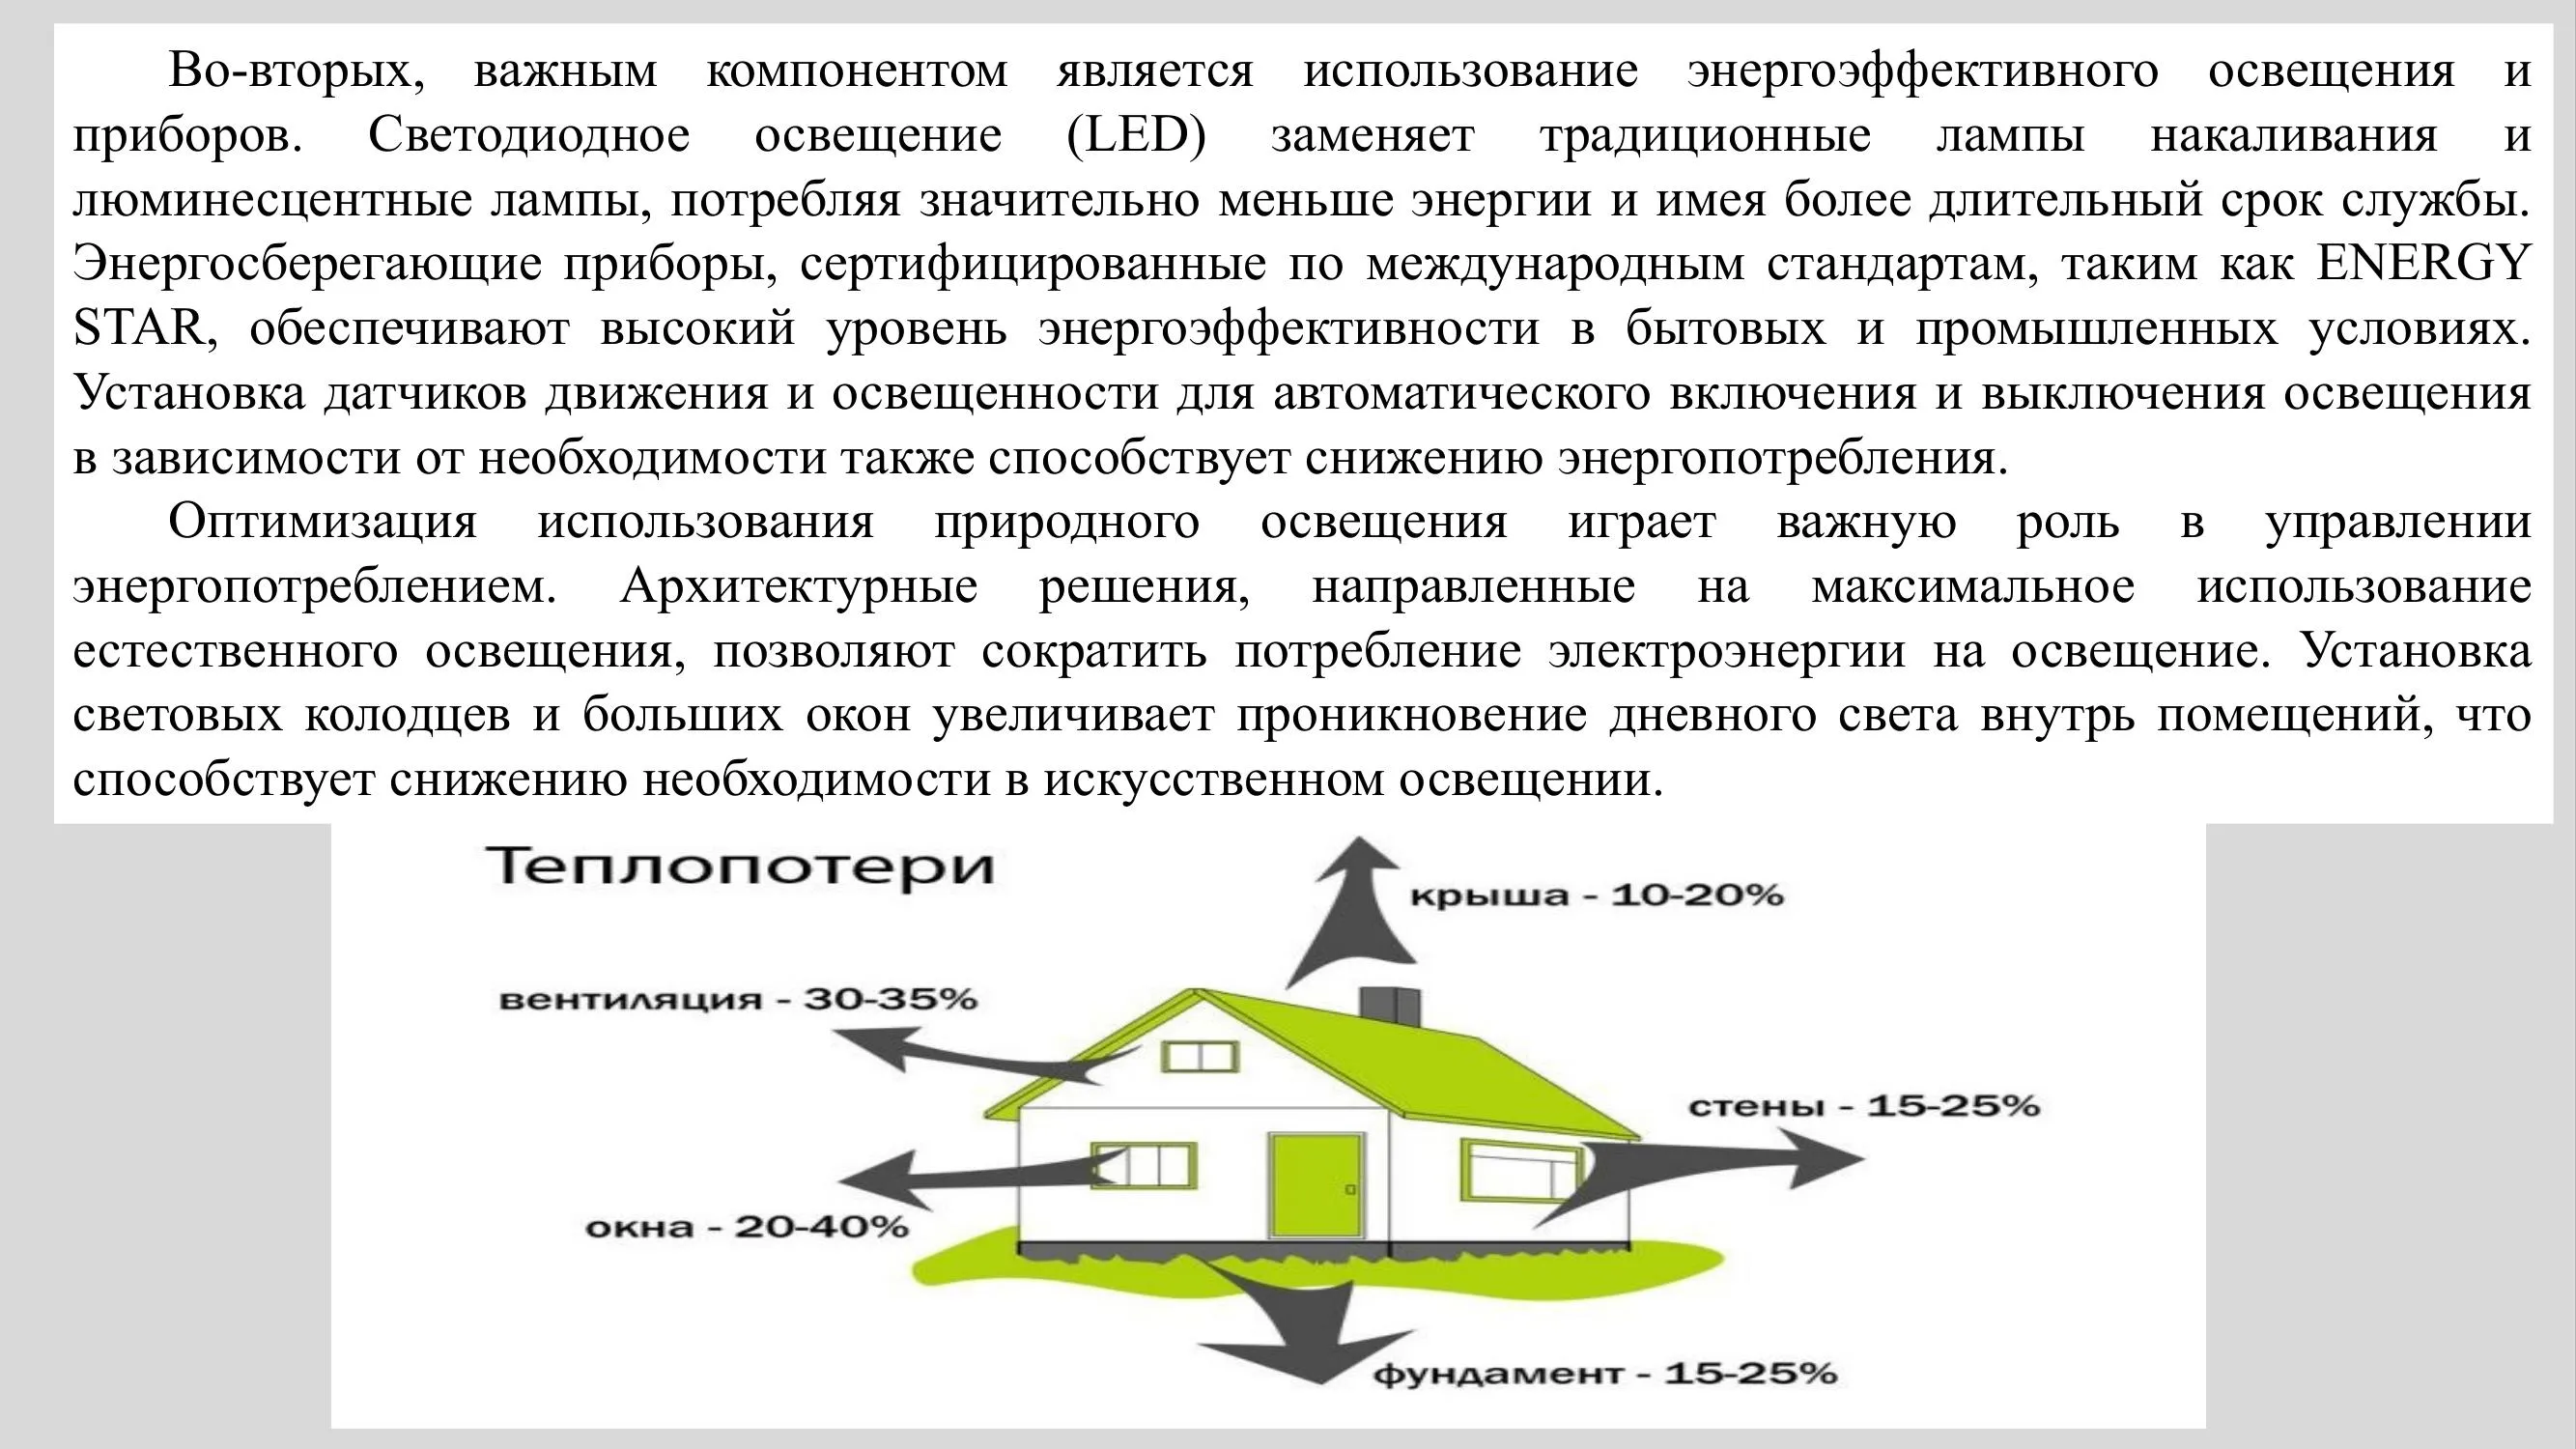 Во-вторых, важным компонентом является использование энергоэффективного освещения и
приборов. Светодиодное освещение (LED) заменяет традиционные лампы накаливания и
люминесцентные лампы, потребляя значительно меньше энергии и имея более длительный срок службы.
Энергосберегающие приборы, сертифицированные по международным стандартам, таким как ENERGY
STAR, обеспечивают высокий уровень энергоэффективности в бытовых и промышленных условиях.
Установка датчиков движения и освещенности для автоматического включения и выключения освещения
в зависимости от необходимости также способствует снижению энергопотребления.
Оптимизация использования природного освещения играет важную роль в управлении
энергопотреблением. Архитектурные решения, направленные на максимальное использование
естественного освещения, позволяют сократить потребление электроэнергии на освещение. Установка
световых колодцев и больших окон увеличивает проникновение дневного света внутрь помещений, что
способствует снижению необходимости в искусственном освещении.
Теплопотери
крыша - 10-20%
вентиляция - 30-35%
стены - 15-25%
окна - 20-40%
фундамент - 15-25%